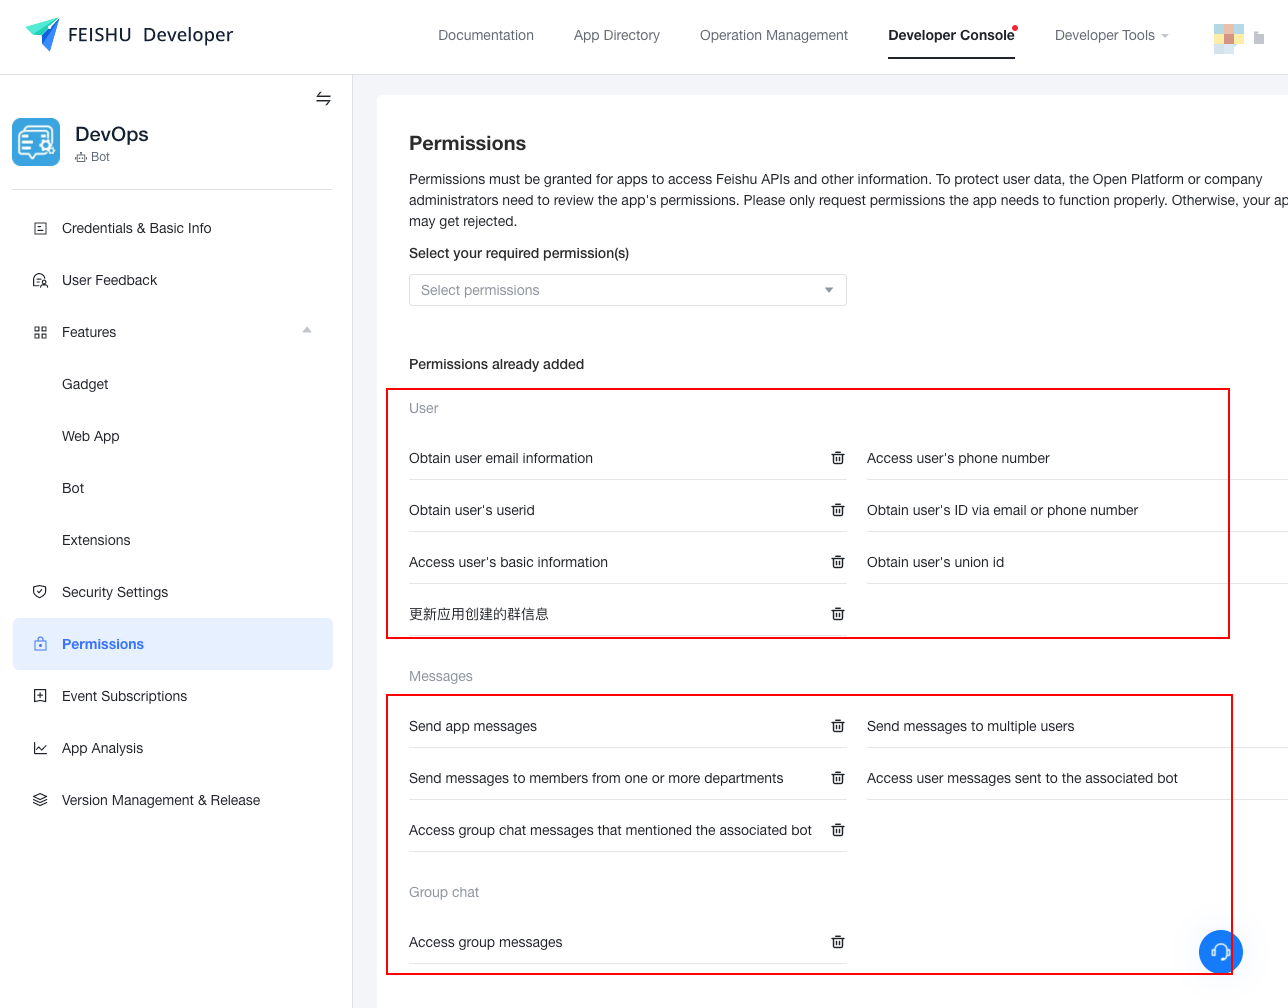 FEISHU Developer
Documentation
App Directory
Operation Management
Developer Console
Developer Tools
DevOps
Bot
Credentials & Basic Info
User Feedback
Features
Gadget
Web App
Bot
Extensions
Security Settings
Permissions
Event Subscriptions
App Analysis
Version Management & Release
Permissions
Permissions must be granted for apps to access Feishu APIs and other information. To protect user data, the Open Platform or company
administrators need to review the app's permissions. Please only request permissions the app needs to function properly. Otherwise, your ap
may get rejected.
Select your required permission(s)
Select permissions
Permissions already added
User
Obtain user email information
Access user's phone number
Obtain user's userid
Obtain user's ID via email or phone number
Access user's basic information
Obtain user's union id
更新应用创建的群信息
Messages
Send app messages
Send messages to multiple users
Send messages to members from one or more departments
Access user messages sent to the associated bot
Access group chat messages that mentioned the associated bot
Group chat
Access group messages